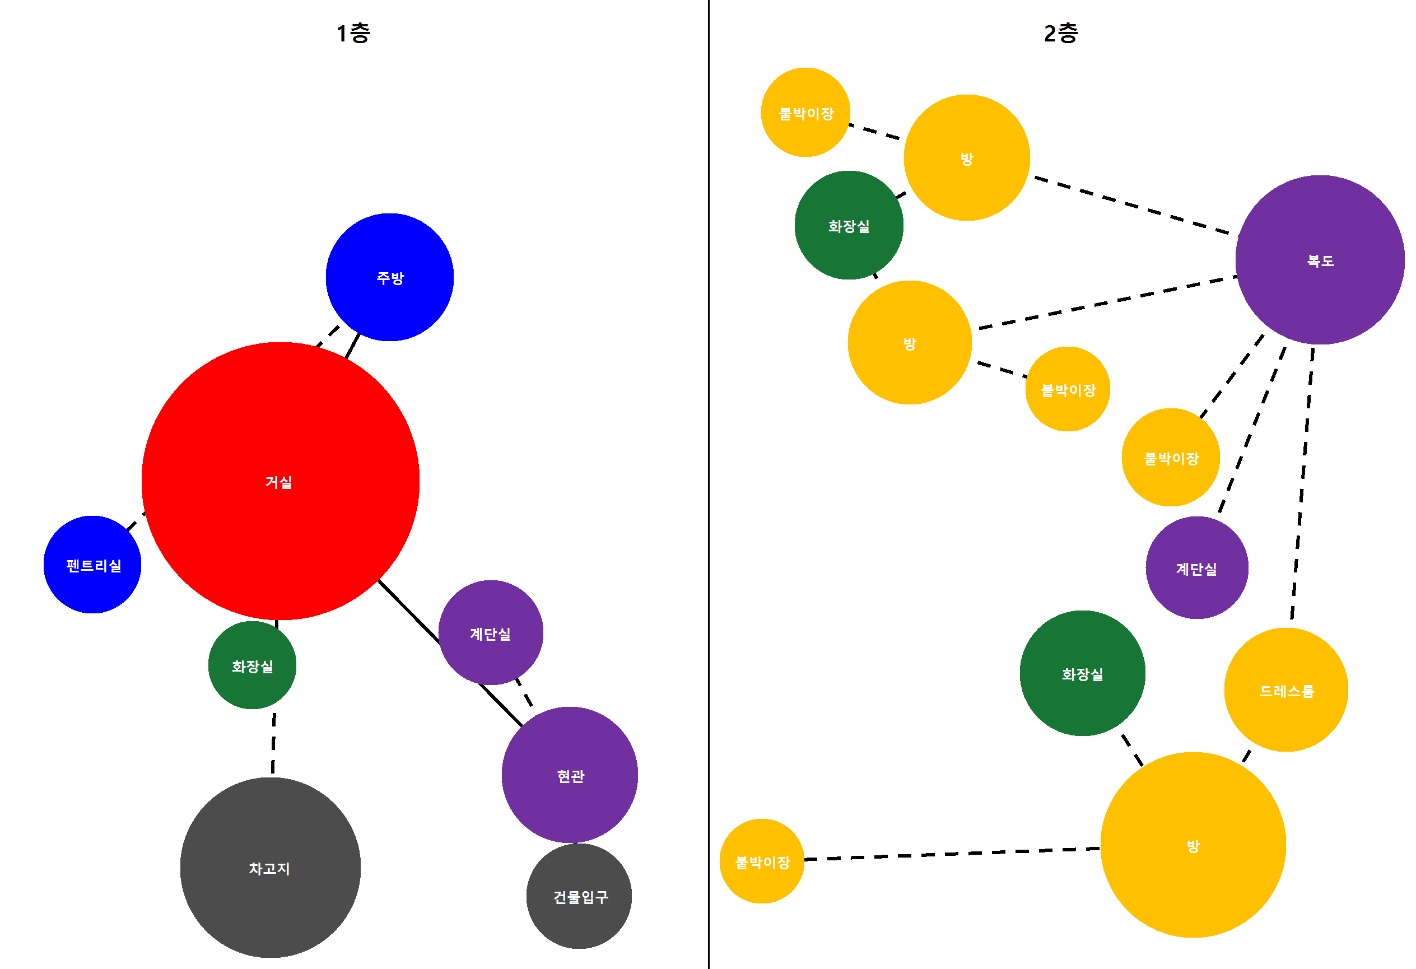 1층
주방
거실
펜트리실
계단실
화장실
현관
차고지
건물입구
2층
붙박이장
방
화장실
복도
방
붙박이장
붙박이장
계단실
화장실
드레스룸
방
붙박이장